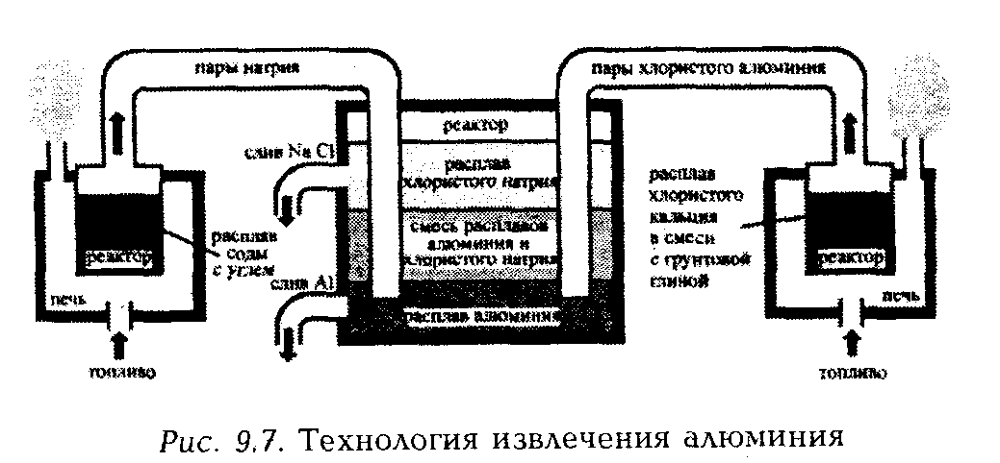 пары натрия
пары хлористого алюминия
реактор
слив Na Cl
расплав
хлористого натрия
смесь расплавов
алюминия и
хлористого натрия
слив Al
расплав алюминия
реактор
расплав
соды
с углем
печь
топливо
расплав
хлористого
кальция
в смеси
с грунтовой
глиной
реактор
печь
топливо
Рис. 9.7. Технология извлечения алюминия